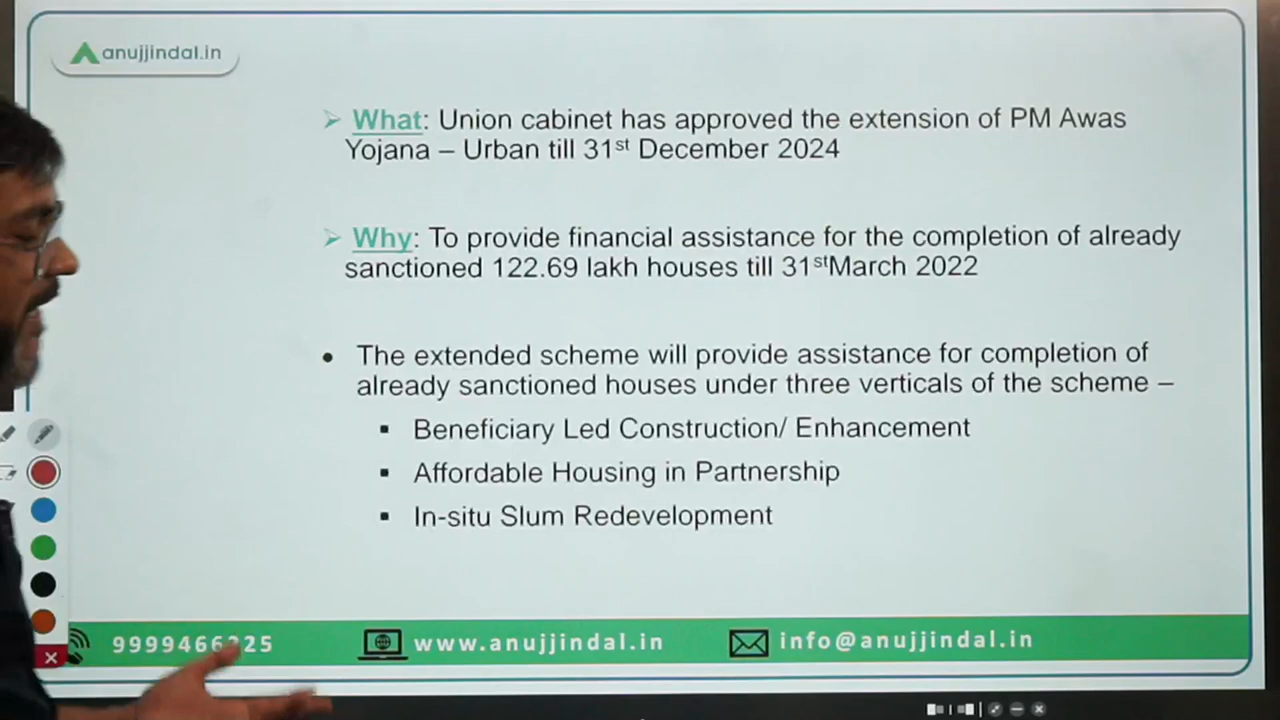 anujjindal.in
➢ What: Union cabinet has approved the extension of PM Awas
Yojana – Urban till 31st December 2024
➢ Why: To provide financial assistance for the completion of already
sanctioned 122.69 lakh houses till 31stMarch 2022
• The extended scheme will provide assistance for completion of
already sanctioned houses under three verticals of the scheme –
▪ Beneficiary Led Construction/ Enhancement
▪ Affordable Housing in Partnership
▪ In-situ Slum Redevelopment
www.anujjindal.in
info@anujjindal.in